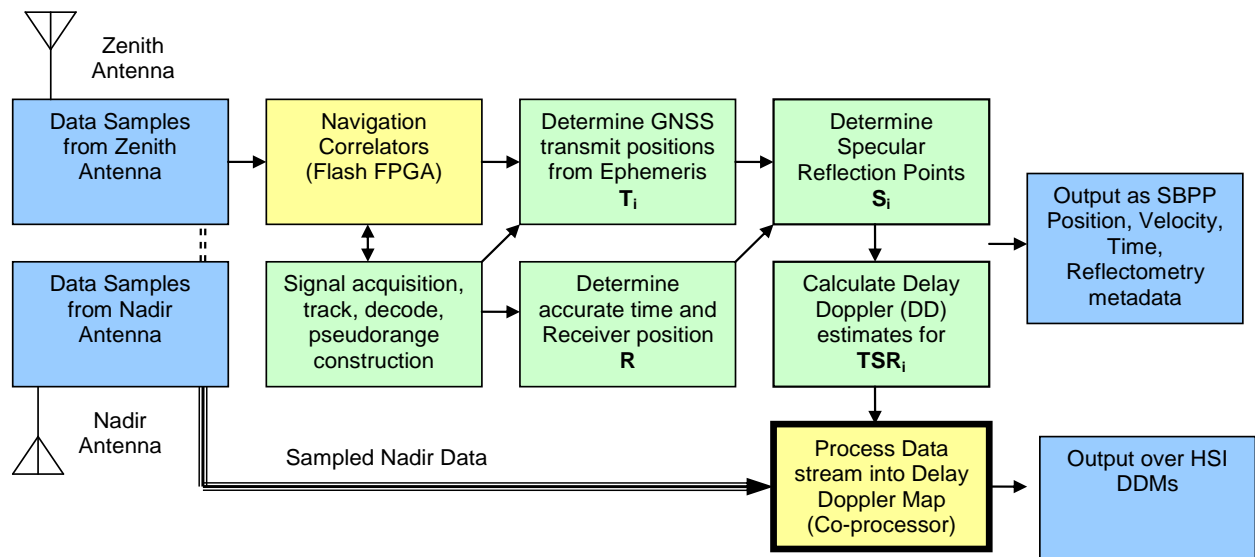 Zenith
Antenna
Data Samples
from Zenith
Antenna
Navigation
Correlators
(Flash FPGA)
Determine GNSS
transmit positions
from Ephemeris
Ti
Determine
Specular
Reflection Points
Si
Output as SBPP
Position, Velocity,
Time,
Reflectometry
metadata
Data Samples
from Nadir
Antenna
Signal acquisition,
track, decode,
pseudorange
construction
Determine
accurate time and
Receiver position
R
Calculate Delay
Doppler (DD)
estimates for
TSRi
Nadir
Antenna
Sampled Nadir Data
Process Data
stream into Delay
Doppler Map
(Co-processor)
Output over HSI
DDMs